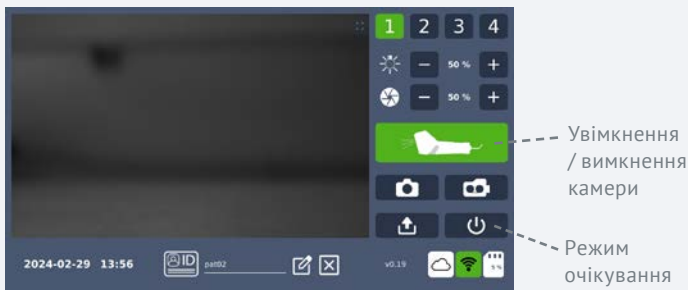 1 2 3 4
50 %
50 %
Увімкнення
/ вимкнення
камери
Режим
очікування
2024-02-29 13:56
ID
pat02
v0.19
5 %